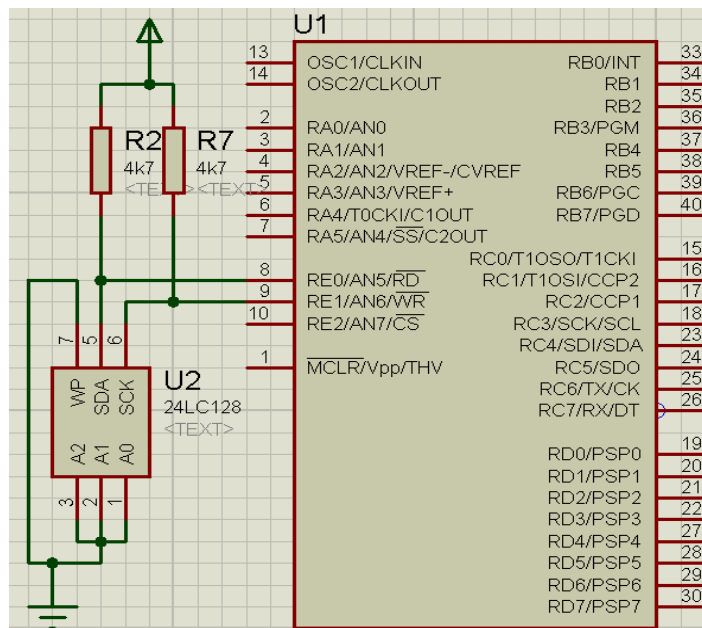 U1
13 OSC1/CLKIN RB0/INT 33
14 OSC2/CLKOUT RB1 34
RB2 35
2 RA0/AN0 RB3/PGM 36
3 RA1/AN1 RB4 37
4 RA2/AN2/VREF-/CVREF RB5 38
5 RA3/AN3/VREF+ RB6/PGC 39
6 RA4/T0CKI/C1OUT RB7/PGD 40
7 RA5/AN4/SS/C2OUT
RC0/T1OSO/T1CKI 15
8 RE0/AN5/RD RC1/T1OSI/CCP2 16
9 RE1/AN6/WR RC2/CCP1 17
10 RE2/AN7/CS RC3/SCK/SCL 18
RC4/SDI/SDA 23
1 MCLR/Vpp/THV RC5/SDO 24
RC6/TX/CK 25
RC7/RX/DT 26
RD0/PSP0 19
RD1/PSP1 20
RD2/PSP2 21
RD3/PSP3 22
RD4/PSP4 27
RD5/PSP5 28
RD6/PSP6 29
RD7/PSP7 30
R2 R7
4k7 4k7
<TEXT> <TEXT>
7 5 6
WP SDA SCK
U2
24LC128
<TEXT>
A2 A1 A0
3 2 1